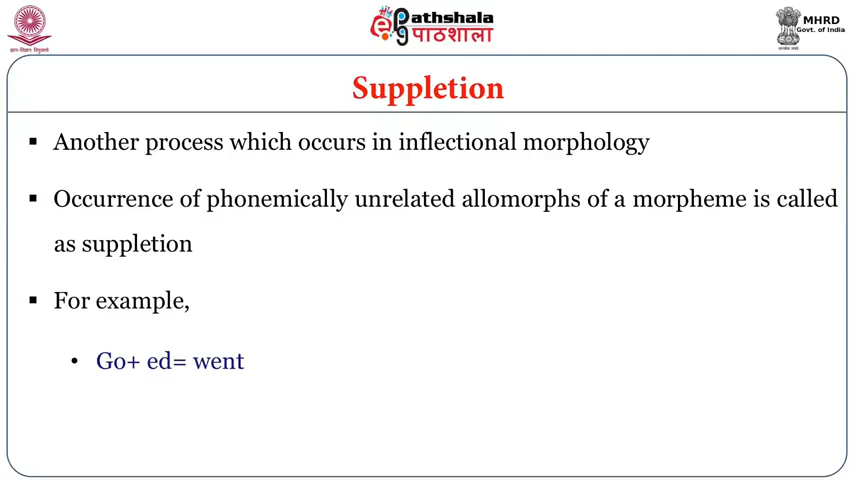 ePgPathshala
पाठशाला
MHRD
Govt. of India
Suppletion
▪ Another process which occurs in inflectional morphology
▪ Occurrence of phonemically unrelated allomorphs of a morpheme is called
as suppletion
▪ For example,
• Go+ ed= went